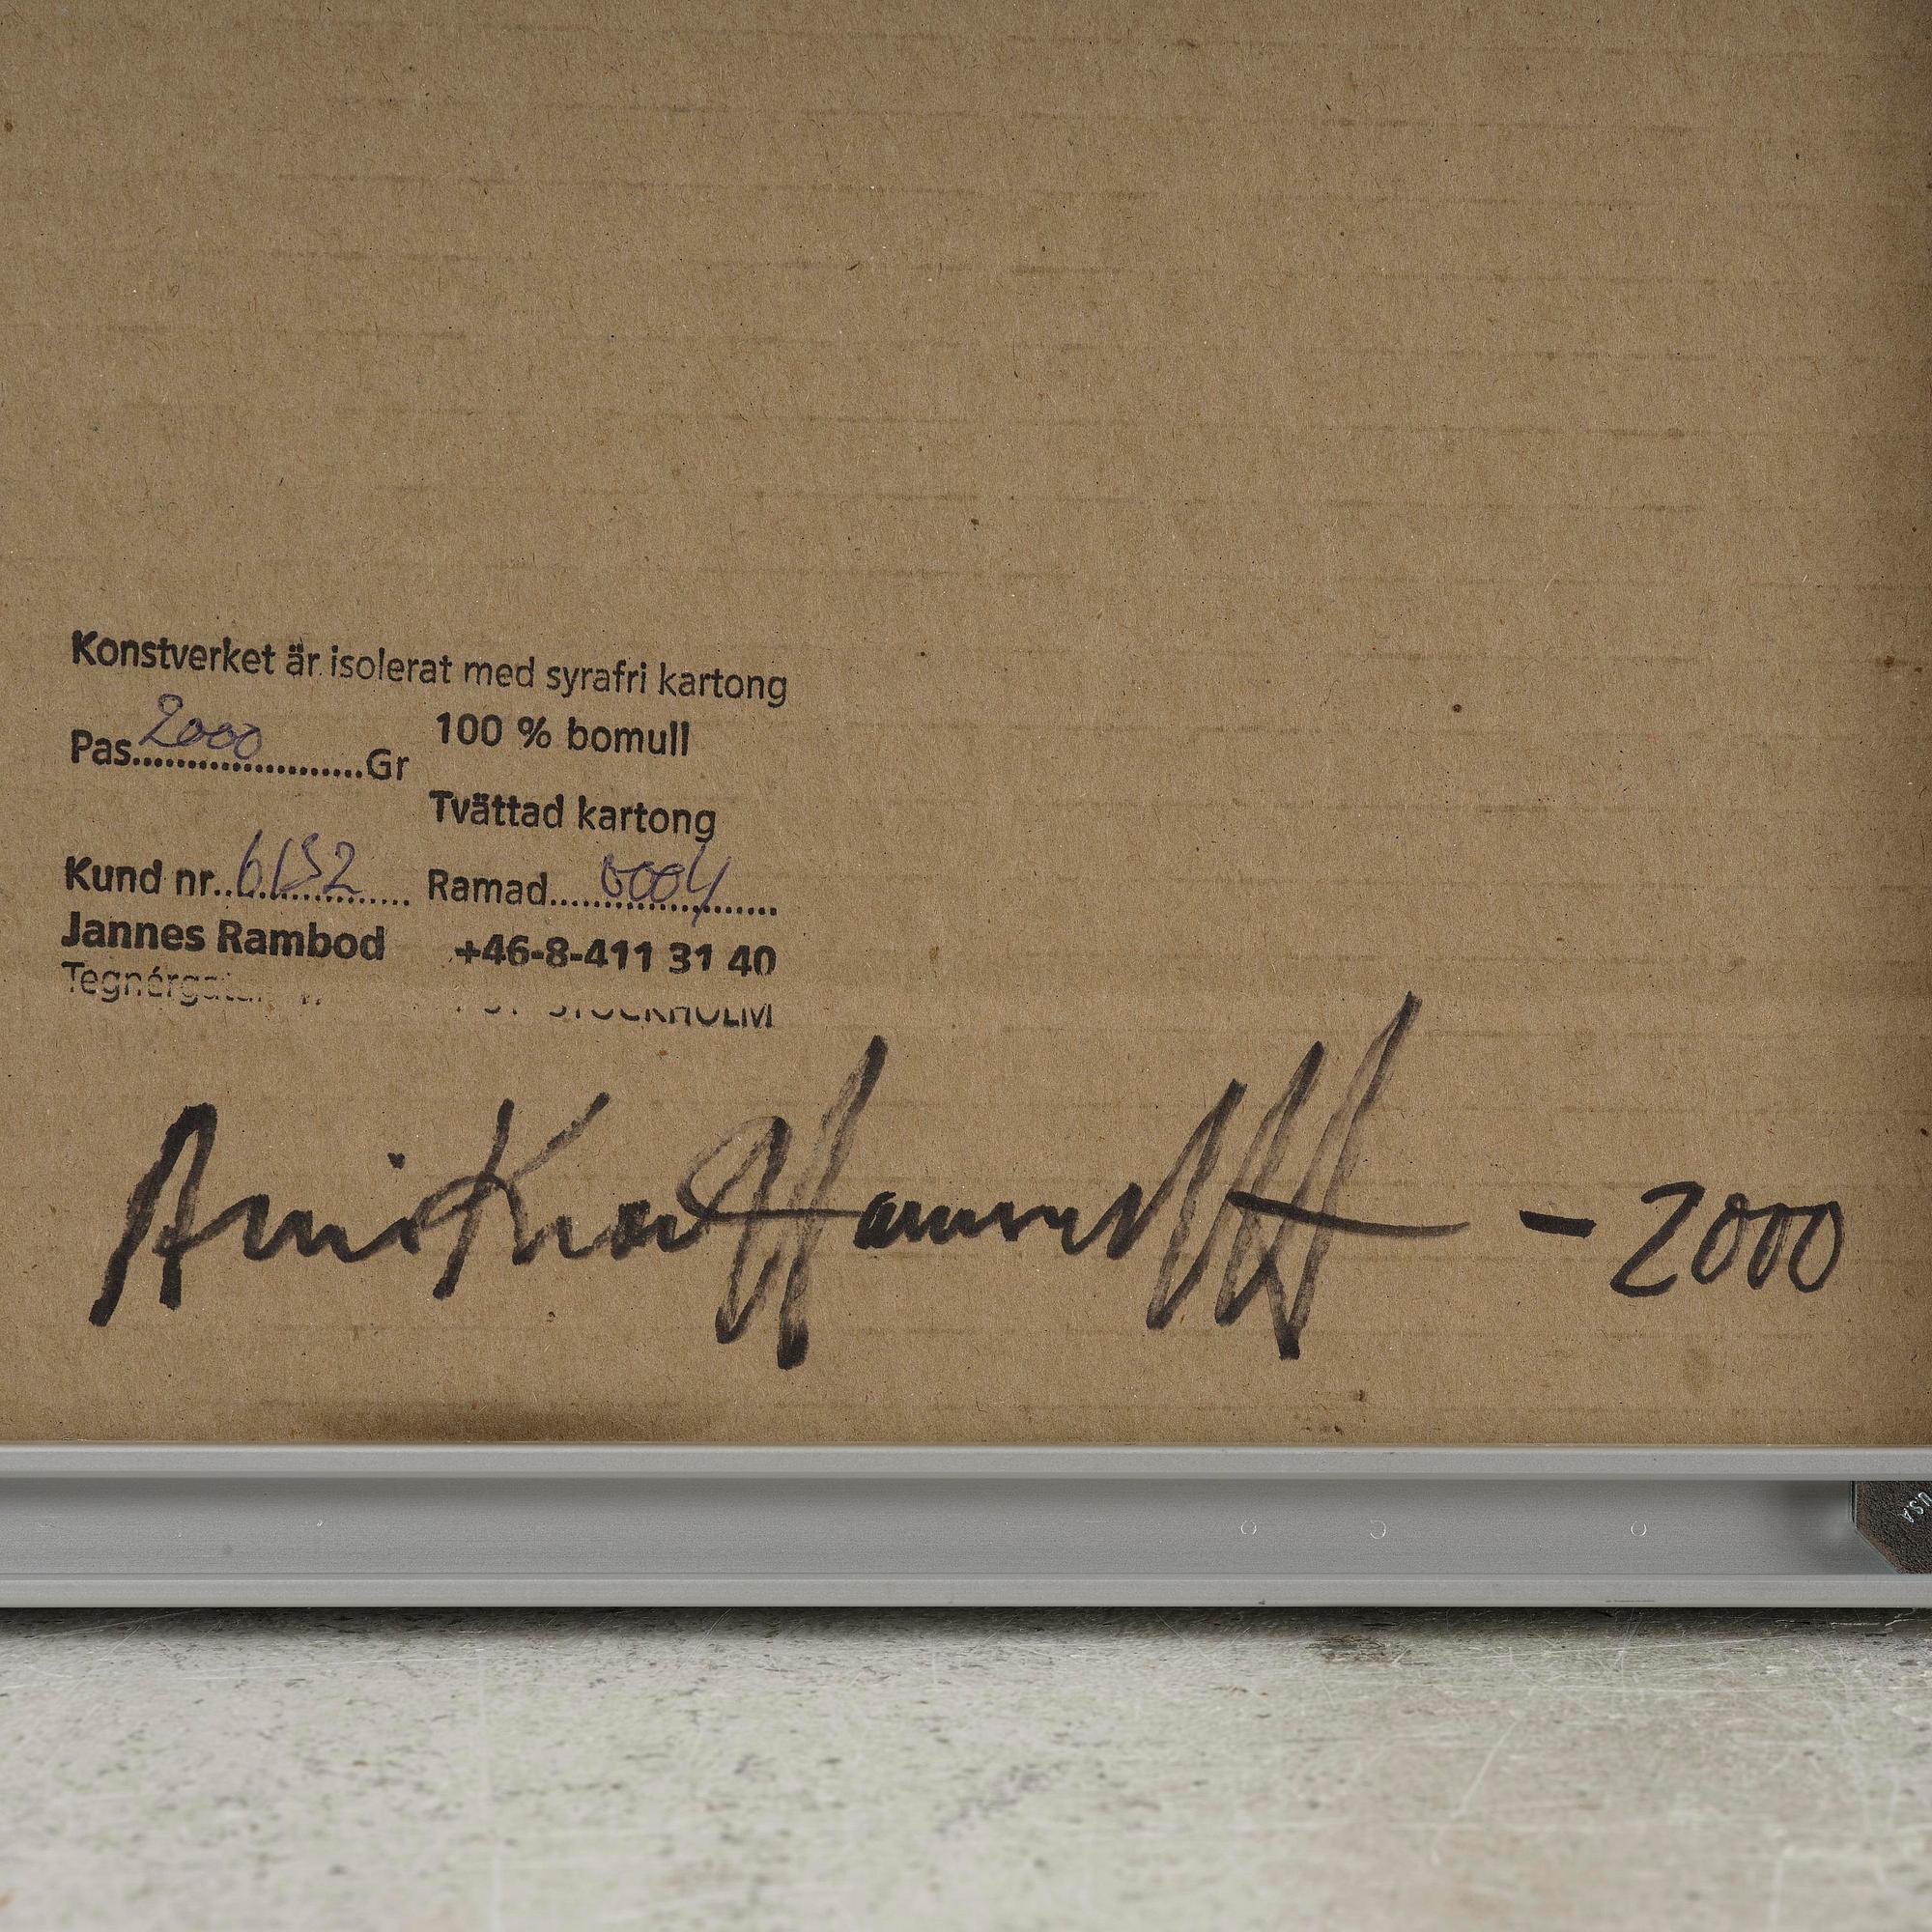 Konstverket är isolerat med syrafri kartong
100 % bomull
Pas 2000 ......................Gr
Tvättad kartong
Kund nr. 6152 Ramad 0004
Jannes Rambod +46-8-411 31 40
STOCKHOLM
- 2000
U.S.A